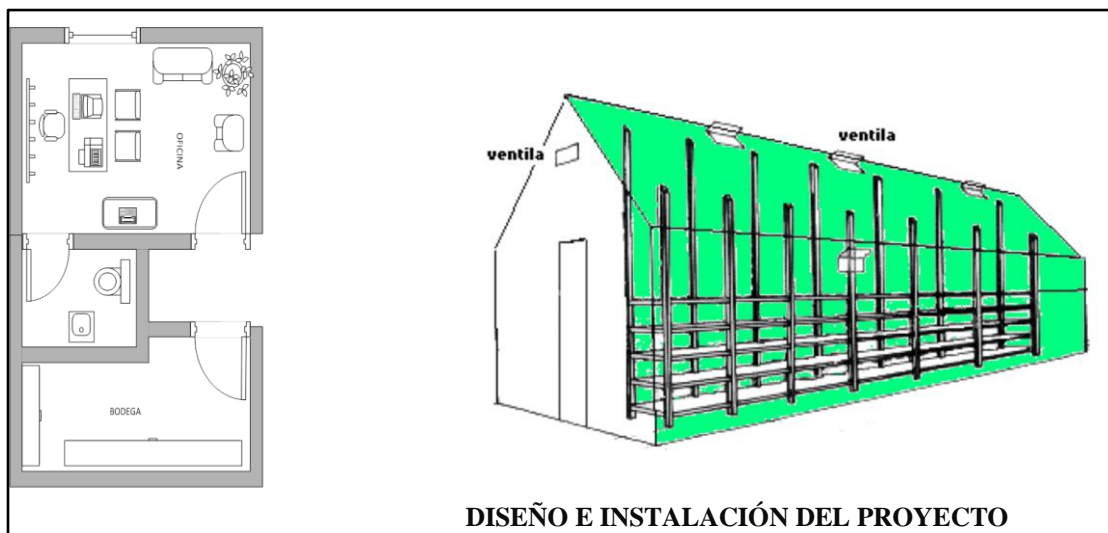 OFICINA
BODEGA
ventila
ventila
DISEÑO E INSTALACIÓN DEL PROYECTO